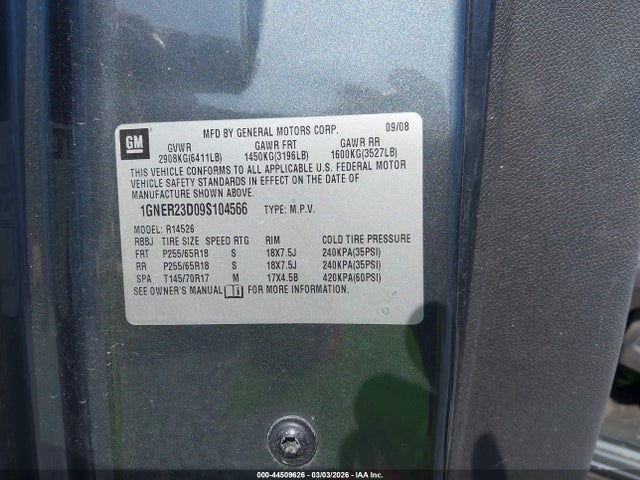 GM
MFD BY GENERAL MOTORS CORP. 09/08
GVWR GAWR FRT GAWR RR
2908KG(6411LB) 1450KG(3196LB) 1600KG(3527LB)
THIS VEHICLE CONFORMS TO ALL APPLICABLE U.S. FEDERAL MOTOR
VEHICLE SAFETY STANDARDS IN EFFECT ON THE DATE OF
MANUFACTURE SHOWN ABOVE.
1GNER23D09S104566 TYPE: M.P.V.
MODEL: R14526
RBBJ TIRE SIZE SPEED RTG RIM COLD TIRE PRESSURE
FRT P255/65R18 S 18X7.5J 240KPA(35PSI)
RR P255/65R18 S 18X7.5J 240KPA(35PSI)
SPA T145/70R17 M 17X4.5B 420KPA(60PSI)
SEE OWNER'S MANUAL FOR MORE INFORMATION.
000-44509626 - 03/03/2026 - IAA Inc.